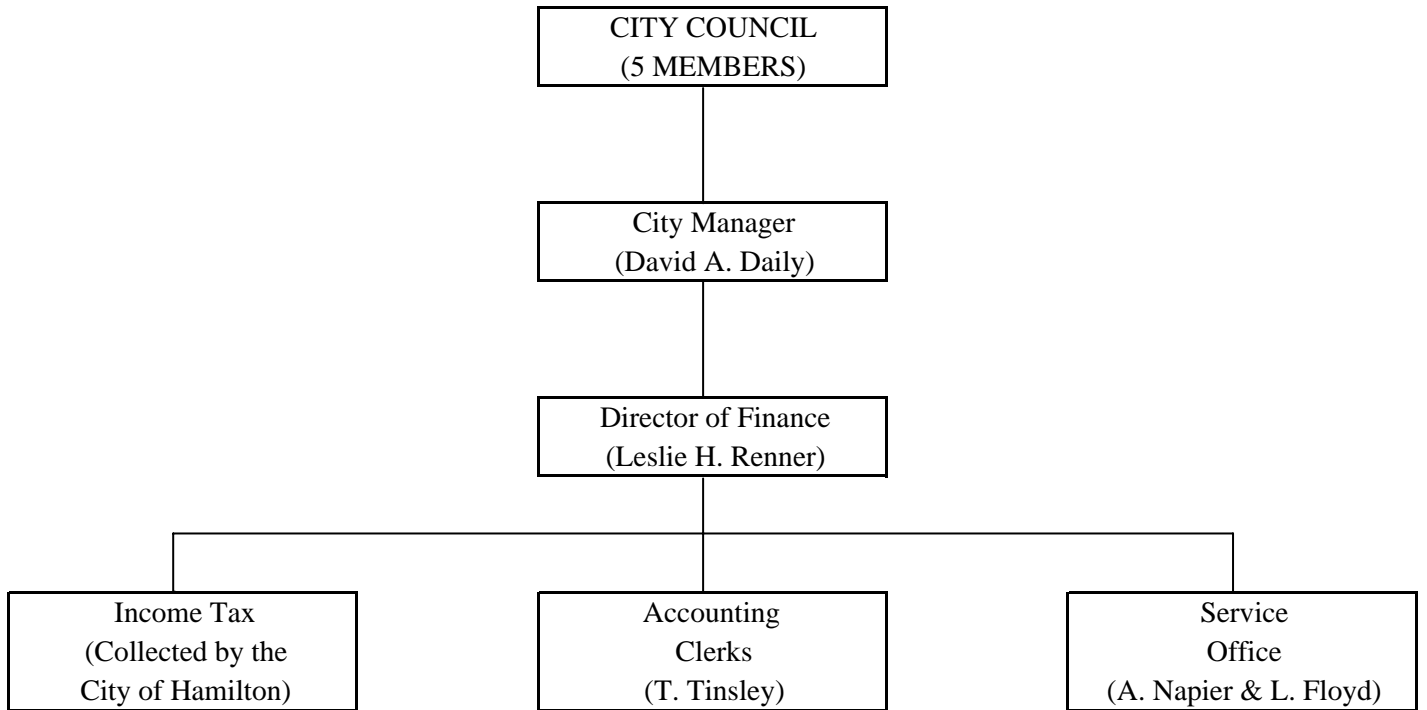 CITY COUNCIL
(5 MEMBERS)
City Manager
(David A. Daily)
Director of Finance
(Leslie H. Renner)
Income Tax
(Collected by the
City of Hamilton)
Accounting
Clerks
(T. Tinsley)
Service
Office
(A. Napier & L. Floyd)